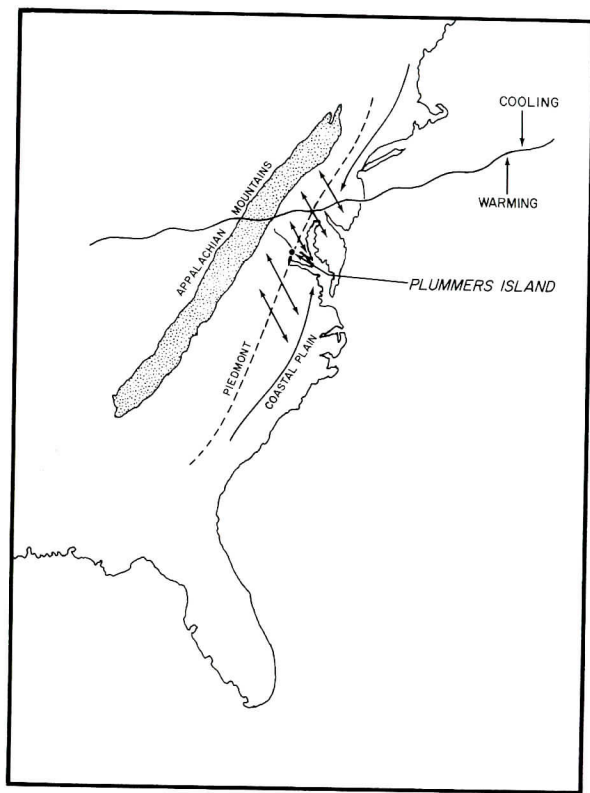 COOLING
WARMING
APPALACHIAN MOUNTAINS
PLUMMERS ISLAND
PIEDMONT
COASTAL PLAIN